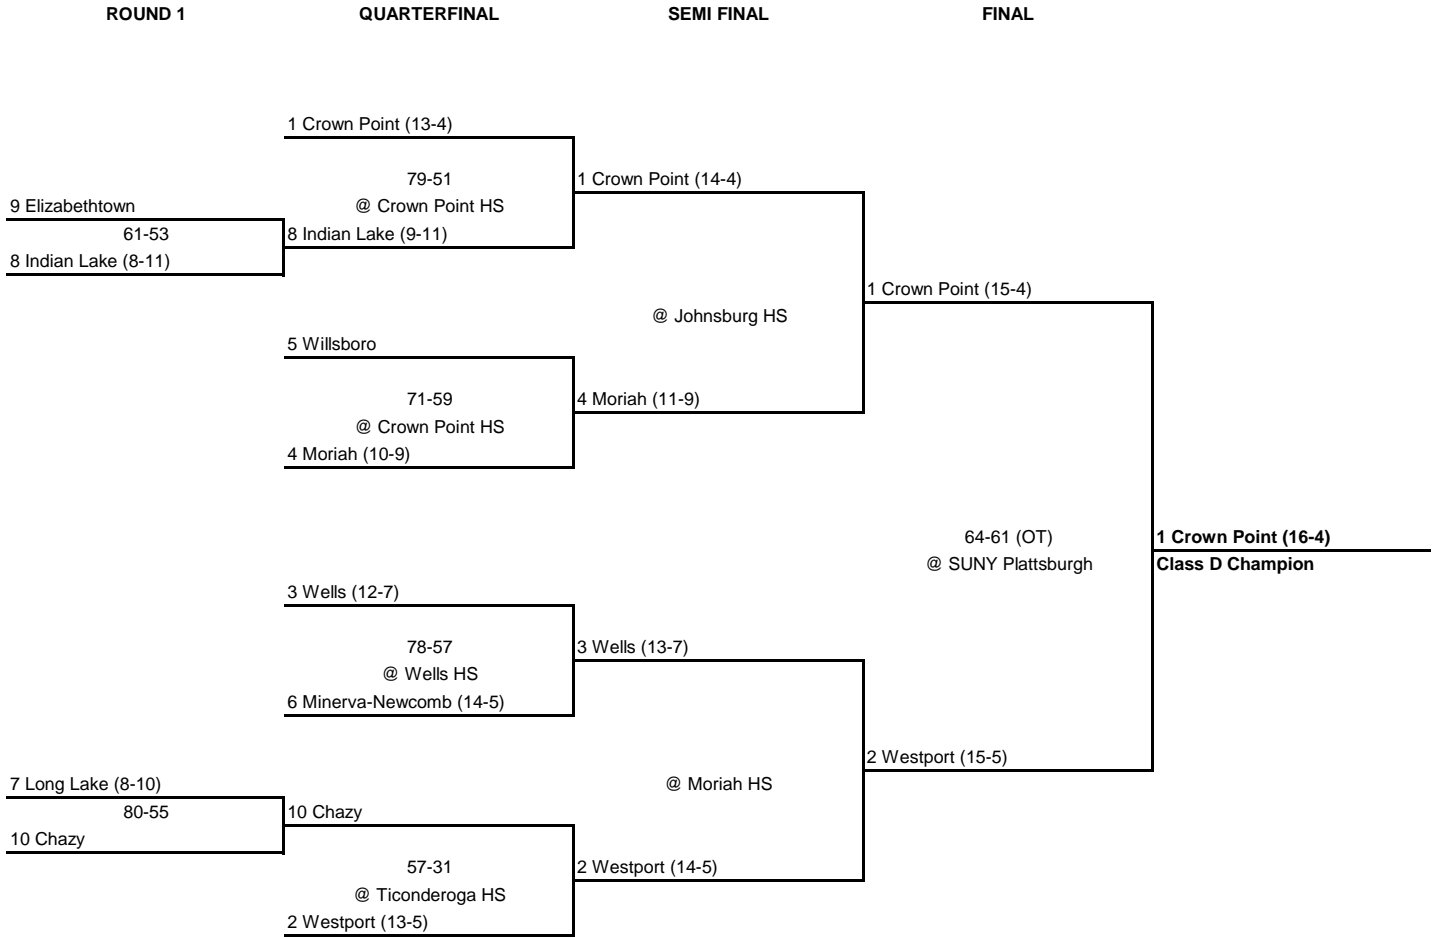 ROUND 1 QUARTERFINAL SEMI FINAL FINAL
1 Crown Point (13-4)
79-51 1 Crown Point (14-4)
9 Elizabethtown @ Crown Point HS
61-53 8 Indian Lake (9-11)
8 Indian Lake (8-11)
1 Crown Point (15-4)
@ Johnsburg HS
5 Willsboro
71-59 4 Moriah (11-9)
@ Crown Point HS
4 Moriah (10-9)
64-61 (OT) 1 Crown Point (16-4)
@ SUNY Plattsburgh Class D Champion
3 Wells (12-7)
78-57 3 Wells (13-7)
@ Wells HS
6 Minerva-Newcomb (14-5)
2 Westport (15-5)
7 Long Lake (8-10) @ Moriah HS
80-55 10 Chazy
10 Chazy
57-31 2 Westport (14-5)
@ Ticonderoga HS
2 Westport (13-5)